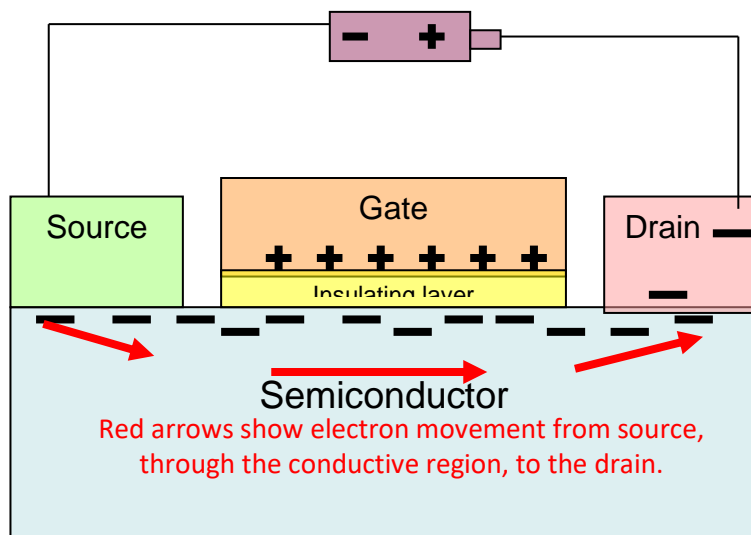 − +
Source
Gate
Drain
+ + + + + +
Insulating layer
Semiconductor
Red arrows show electron movement from source,
through the conductive region, to the drain.